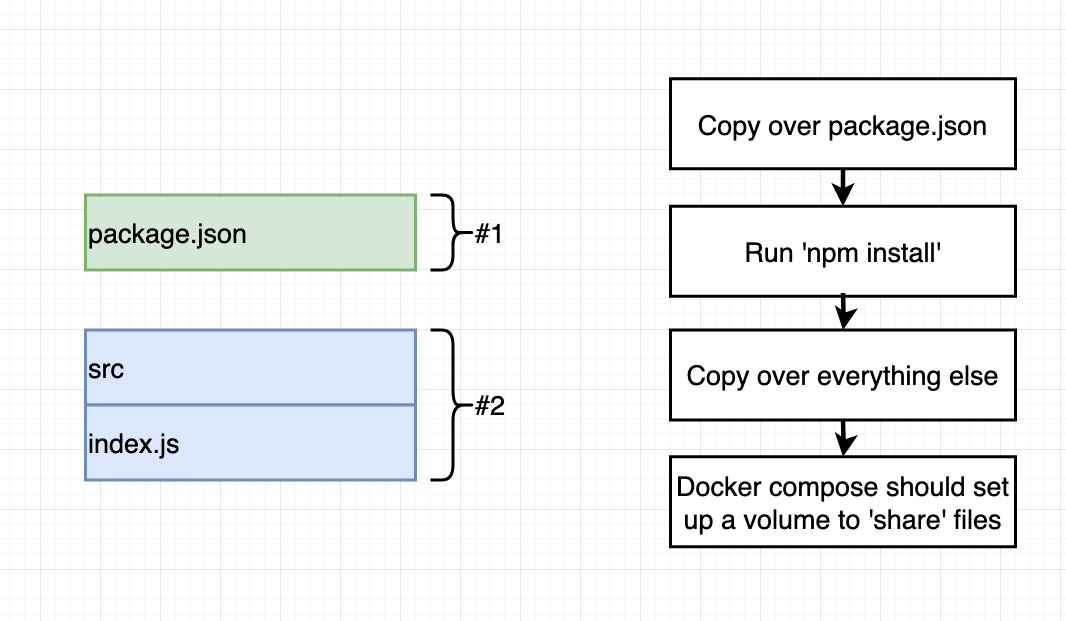 package.json
#1
src
index.js
#2
Copy over package.json
Run 'npm install'
Copy over everything else
Docker compose should set
up a volume to 'share' files